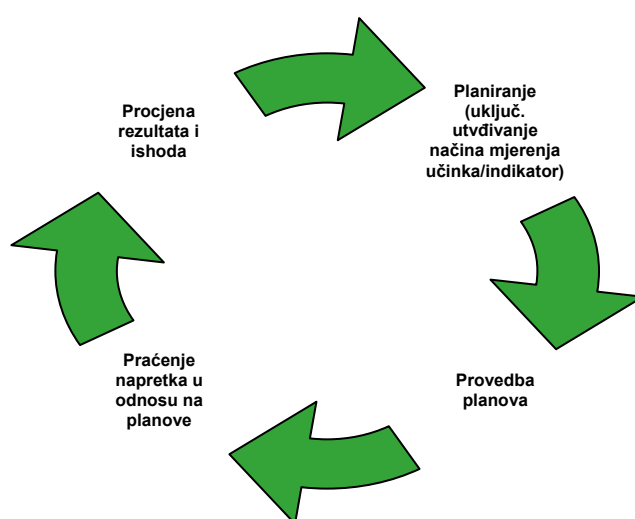 Procjena
rezultata i
ishoda
Planiranje
(uključ.
utvđivanje
načina mjerenja
učinka/indikator)
Provedba
planova
Praćenje
napretka u
odnosu na
planove